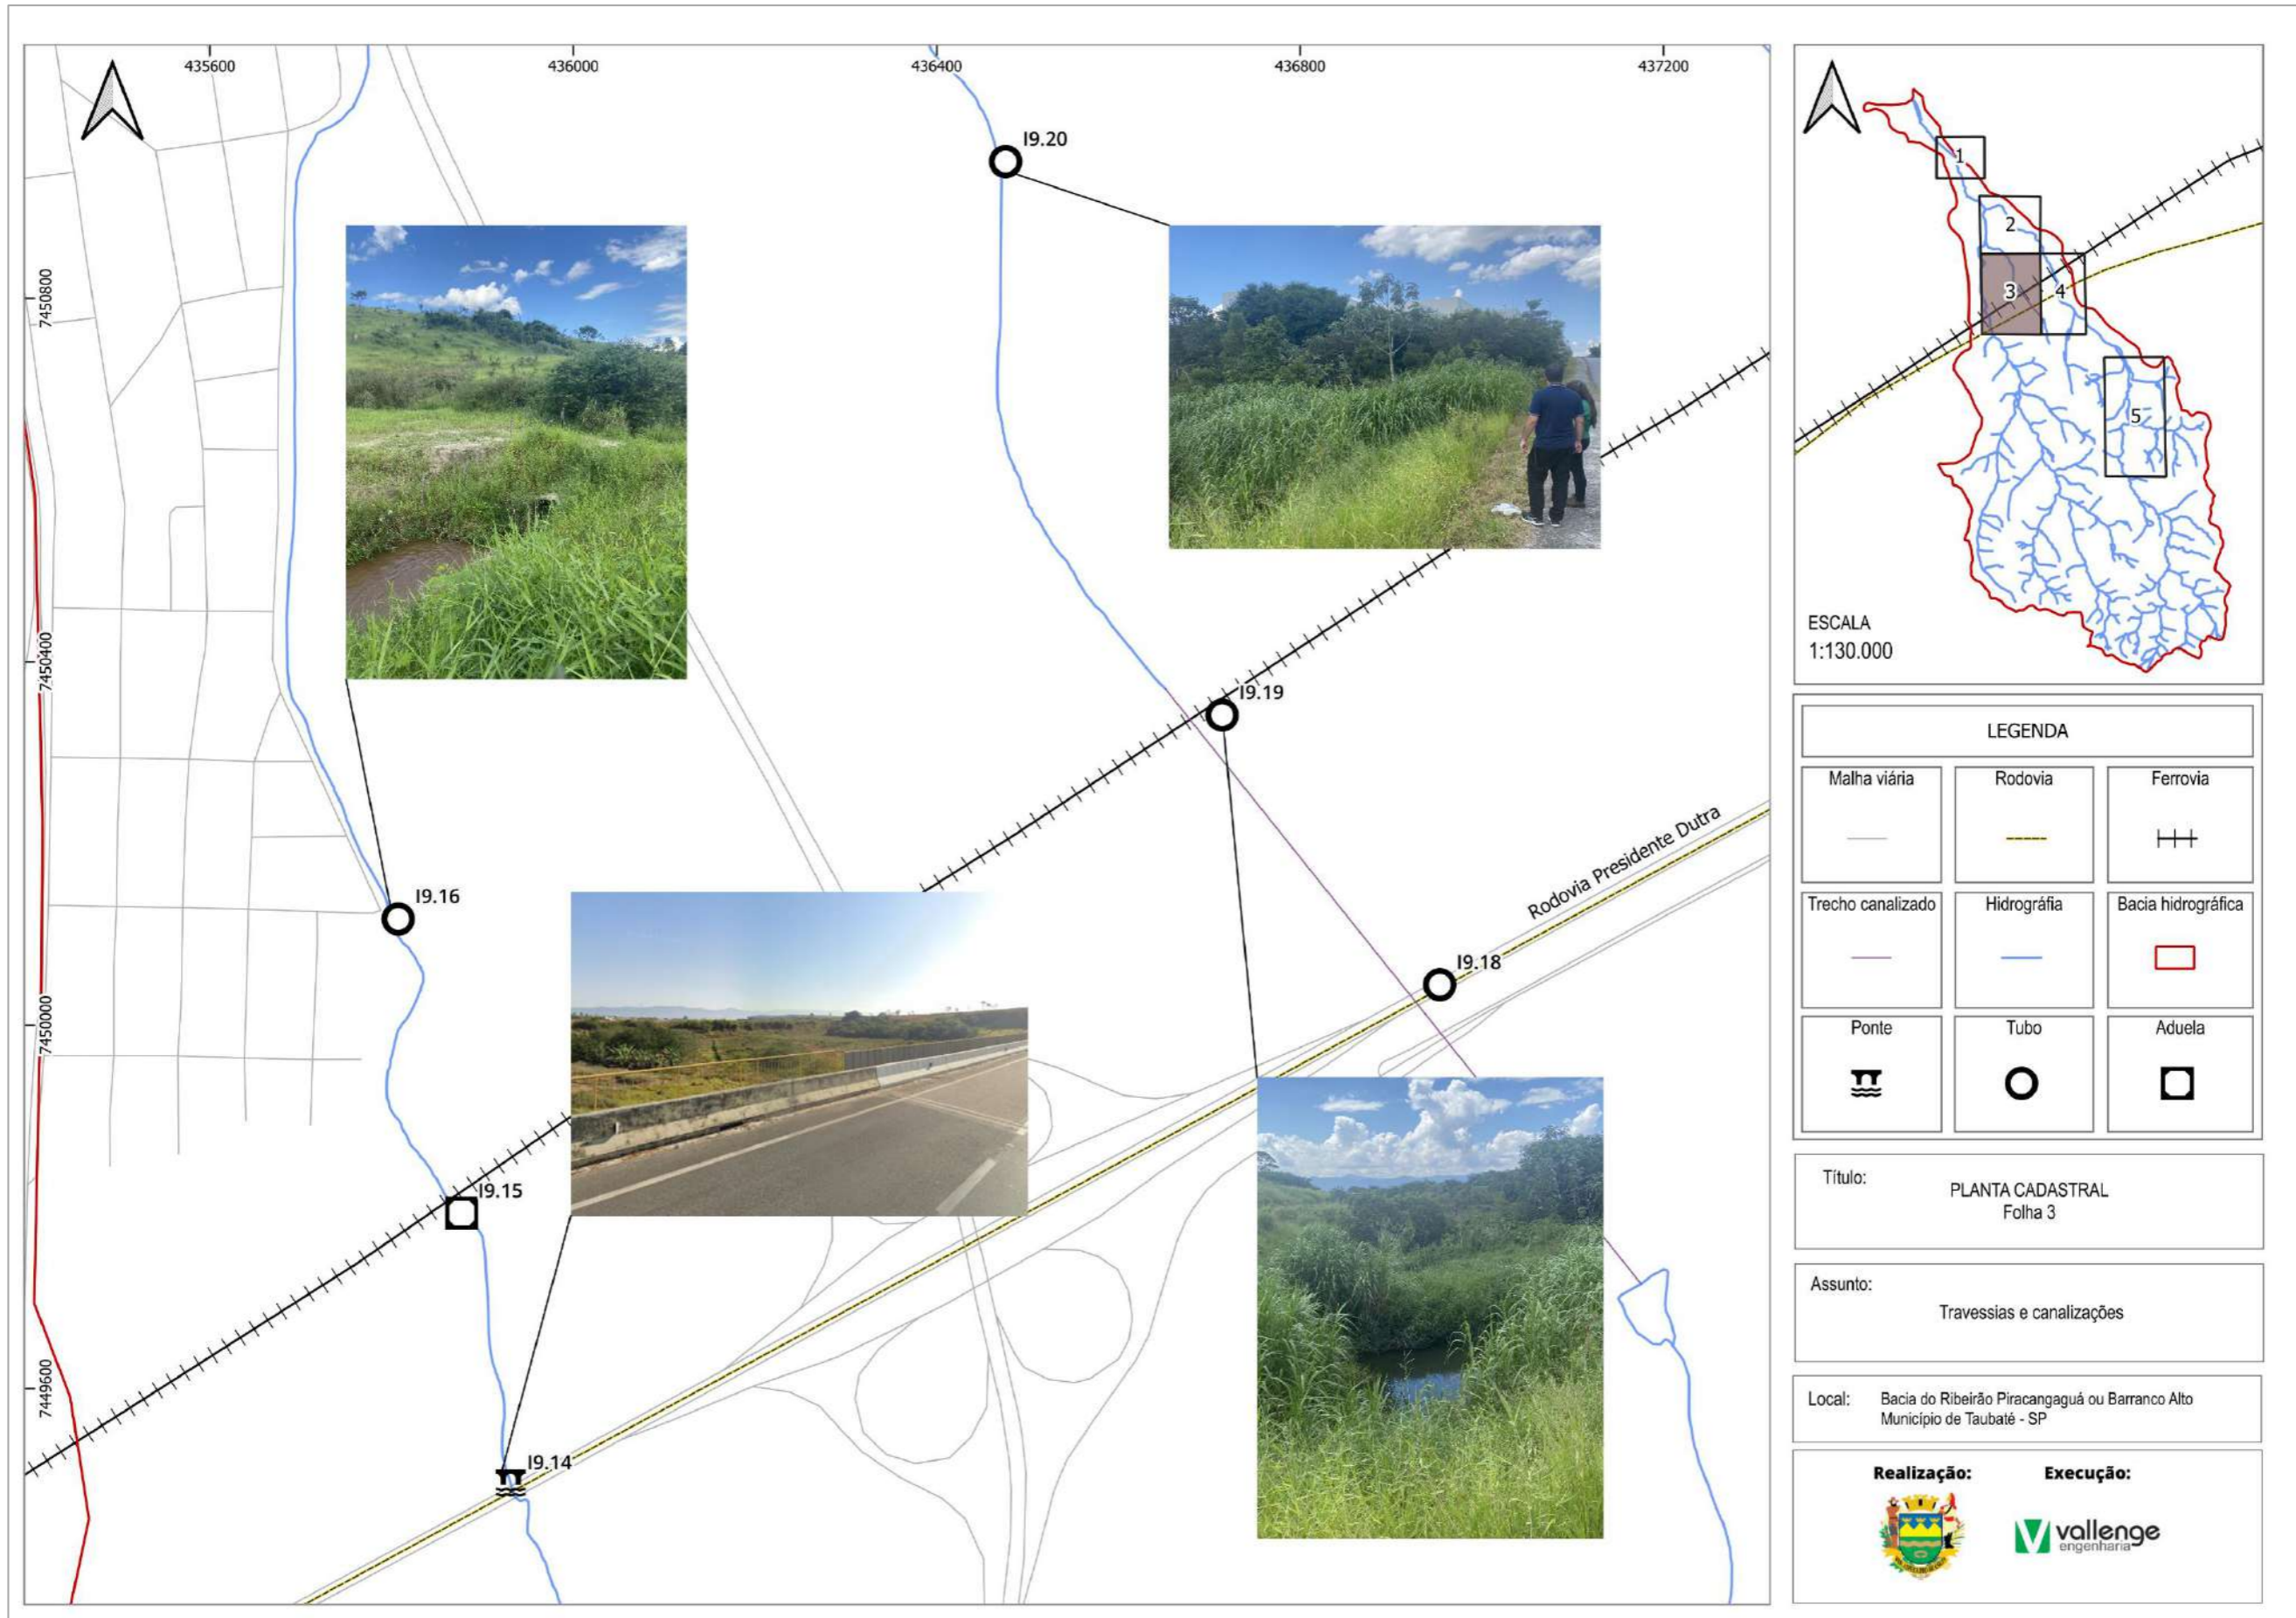 435600
436000
436400
436800
437200
7450800
7450400
7450000
7449600
I9.20
I9.19
I9.16
I9.18
I9.15
I9.14
Rodovia Presidente Dutra
1
2
3
4
5
ESCALA
1:130.000
LEGENDA
Malha viária
Rodovia
Ferrovia
Trecho canalizado
Hidrográfia
Bacia hidrográfica
Ponte
Tubo
Aduela
Título:
PLANTA CADASTRAL
Folha 3
Assunto:
Travessias e canalizações
Local:
Bacia do Ribeirão Piracangaguá ou Barranco Alto
Município de Taubaté - SP
Realização:
Execução:
vallenge
engenharia